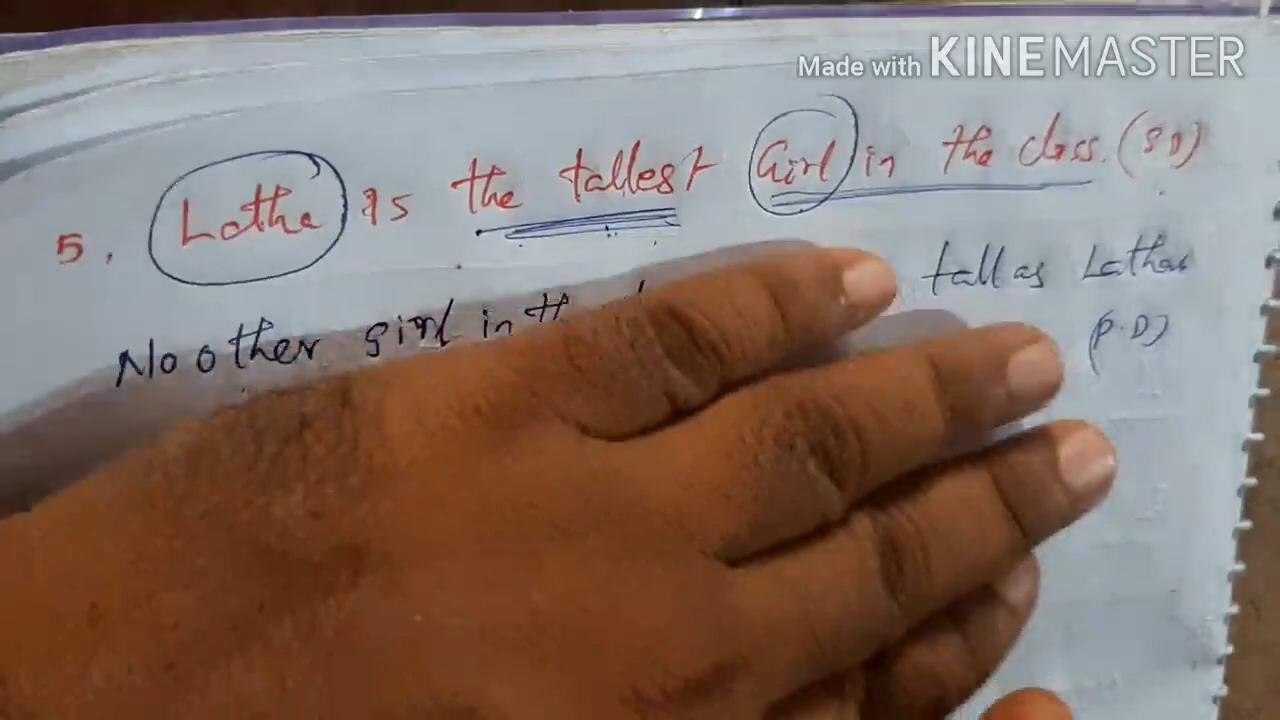 Made with KINEMASTER
5. Latha is the tallest Girl in the class. (S D)
No other girl in th tall as Latha
(P.D)